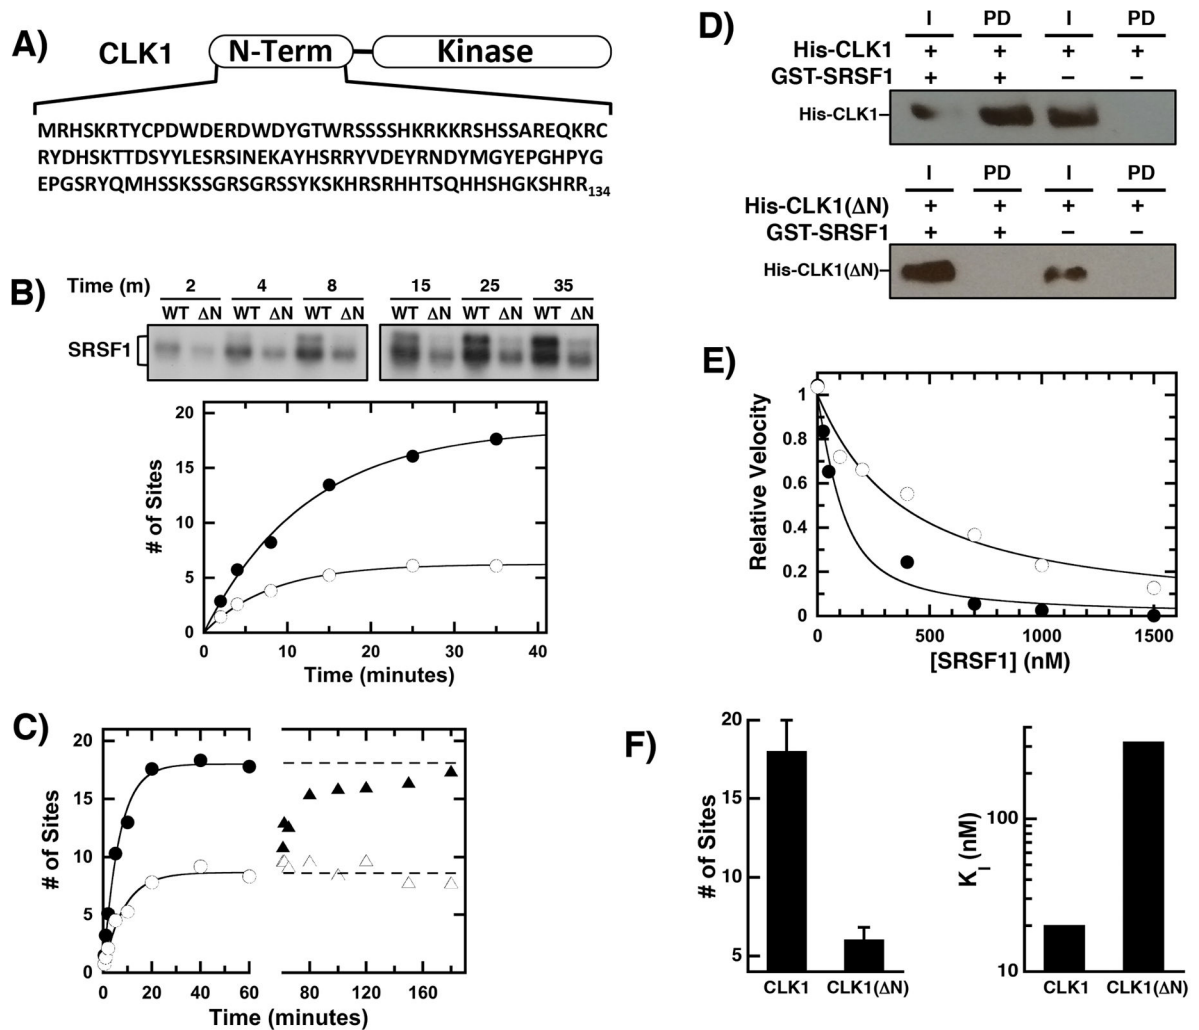 A)
CLK1
N-Term
Kinase
MRHSKRTYCPDWDERDWDYGTWRSSSSHKRKKRSHSSAREQKRC
RYDHSKTTDSYYLESRSINEKAYHSRRYVDEYRNDYMGYEPGHPYG
EPGSRYQMHSSKSSGRSGRSSYKSKHRSRHHTSQHHSHGKSHRR134
B)
Time (m) 2 4 8 15 25 35
WT ΔN WT ΔN WT ΔN WT ΔN WT ΔN WT ΔN
SRSF1
# of Sites
20
15
10
5
0
0 10 20 30 40
Time (minutes)
C)
# of Sites
20
15
10
5
0
0 20 40 60 80 120 160
Time (minutes)
D)
I PD I PD
His-CLK1 + + + +
GST-SRSF1 + + − −
His-CLK1
I PD I PD
His-CLK1(ΔN) + + + +
GST-SRSF1 + + − −
His-CLK1(ΔN)
E)
Relative Velocity
1
0.8
0.6
0.4
0.2
0
0 500 1000 1500
[SRSF1] (nM)
F)
# of Sites
20
15
10
5
CLK1 CLK1(ΔN)
KI (nM)
100
10
CLK1 CLK1(ΔN)